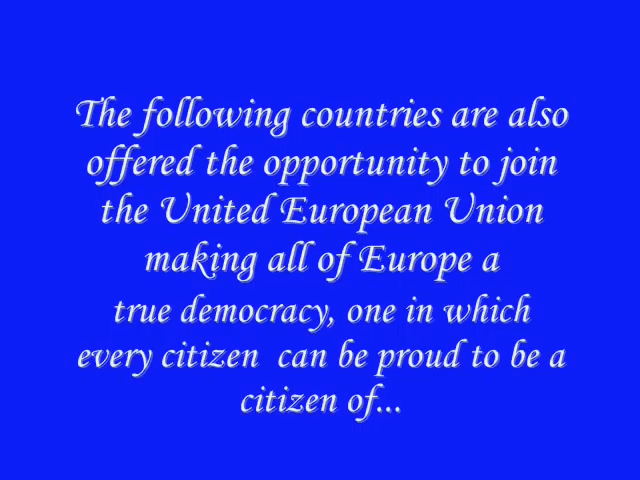 The following countries are also
offered the opportunity to join
the United European Union
making all of Europe a
true democracy, one in which
every citizen  can be proud to be a
citizen of...